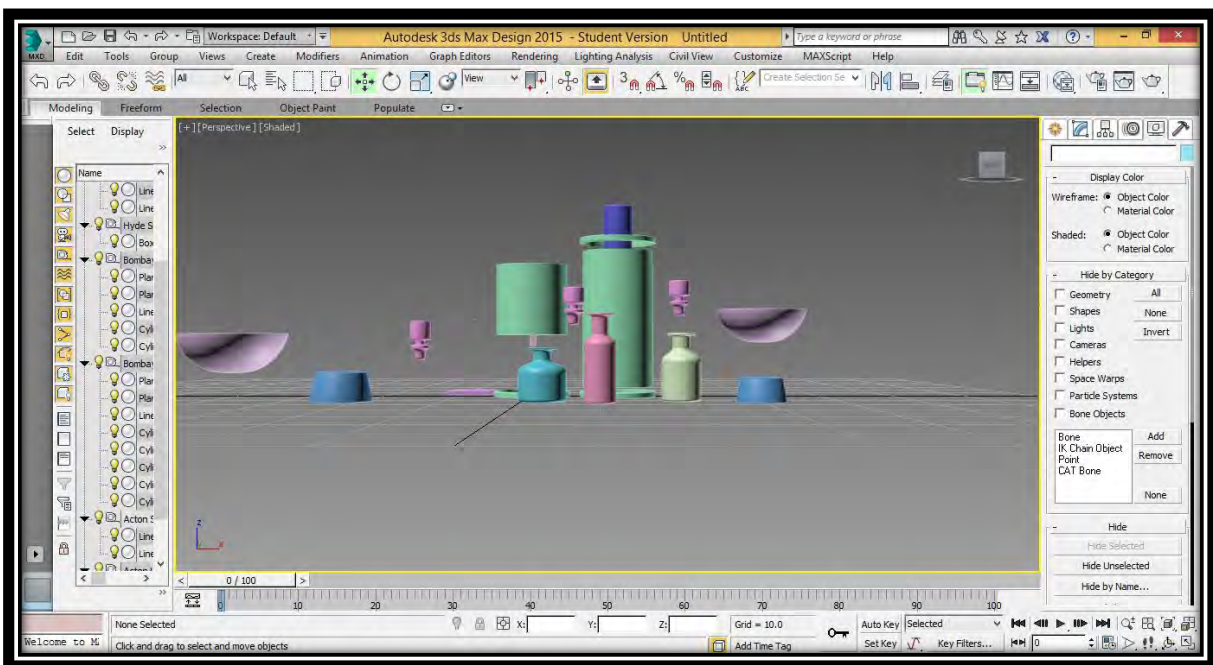 Workspace: Default
Autodesk 3ds Max Design 2015 - Student Version Untitled
Type a keyword or phrase
MXD
Edit Tools Group Views Create Modifiers Animation Graph Editors Rendering Lighting Analysis Civil View Customize MAXScript Help
All
View
3
Create Selection Se
Modeling Freeform Selection Object Paint Populate
Select Display
[+][Perspective][Shaded]
Name
Line
Line
Hyde S
Box
Bombay
Plan
Plan
Line
Cyli
Cyli
Bombay
Plan
Plan
Line
Cyli
Cyli
Cyli
Cyli
Cyli
Acton S
Line
Line
z
x
Display Color
Wireframe: Object Color
Material Color
Shaded: Object Color
Material Color
Hide by Category
Geometry All
Shapes None
Lights Invert
Cameras
Helpers
Space Warps
Particle Systems
Bone Objects
Bone Add
IK Chain Object Remove
Point
CAT Bone
None
Hide
Hide Selected
Hide Unselected
Hide by Name...
0 / 100
0 10 20 30 40 50 60 70 80 90 100
None Selected X: Y: Z: Grid = 10.0 Auto Key Selected
Welcome to M
Click and drag to select and move objects Add Time Tag Set Key Key Filters... 0